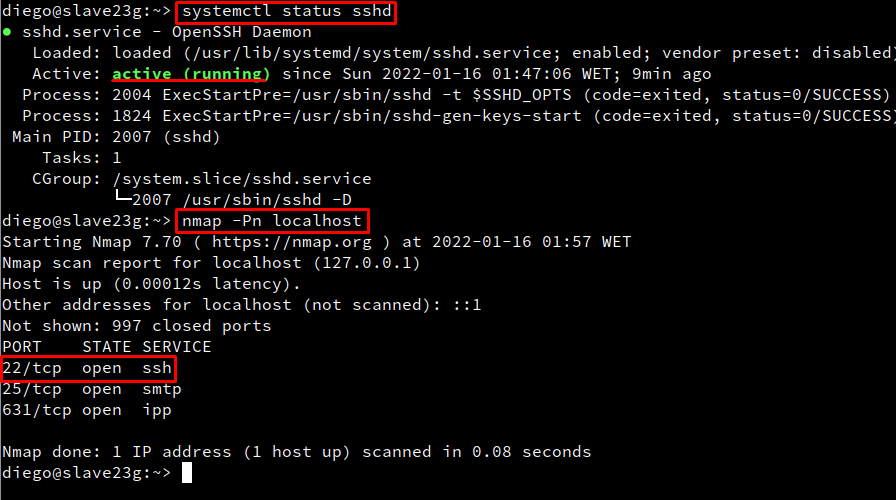 diego@slave23g:~> systemctl status sshd
● sshd.service - OpenSSH Daemon
   Loaded: loaded (/usr/lib/systemd/system/sshd.service; enabled; vendor preset: disabled)
   Active: active (running) since Sun 2022-01-16 01:47:06 WET; 9min ago
  Process: 2004 ExecStartPre=/usr/sbin/sshd -t $SSHD_OPTS (code=exited, status=0/SUCCESS)
  Process: 1824 ExecStartPre=/usr/sbin/sshd-gen-keys-start (code=exited, status=0/SUCCESS)
 Main PID: 2007 (sshd)
    Tasks: 1
   CGroup: /system.slice/sshd.service
           └─2007 /usr/sbin/sshd -D
diego@slave23g:~> nmap -Pn localhost
Starting Nmap 7.70 ( https://nmap.org ) at 2022-01-16 01:57 WET
Nmap scan report for localhost (127.0.0.1)
Host is up (0.00012s latency).
Other addresses for localhost (not scanned): ::1
Not shown: 997 closed ports
PORT    STATE SERVICE
22/tcp  open  ssh
25/tcp  open  smtp
631/tcp open  ipp

Nmap done: 1 IP address (1 host up) scanned in 0.08 seconds
diego@slave23g:~>